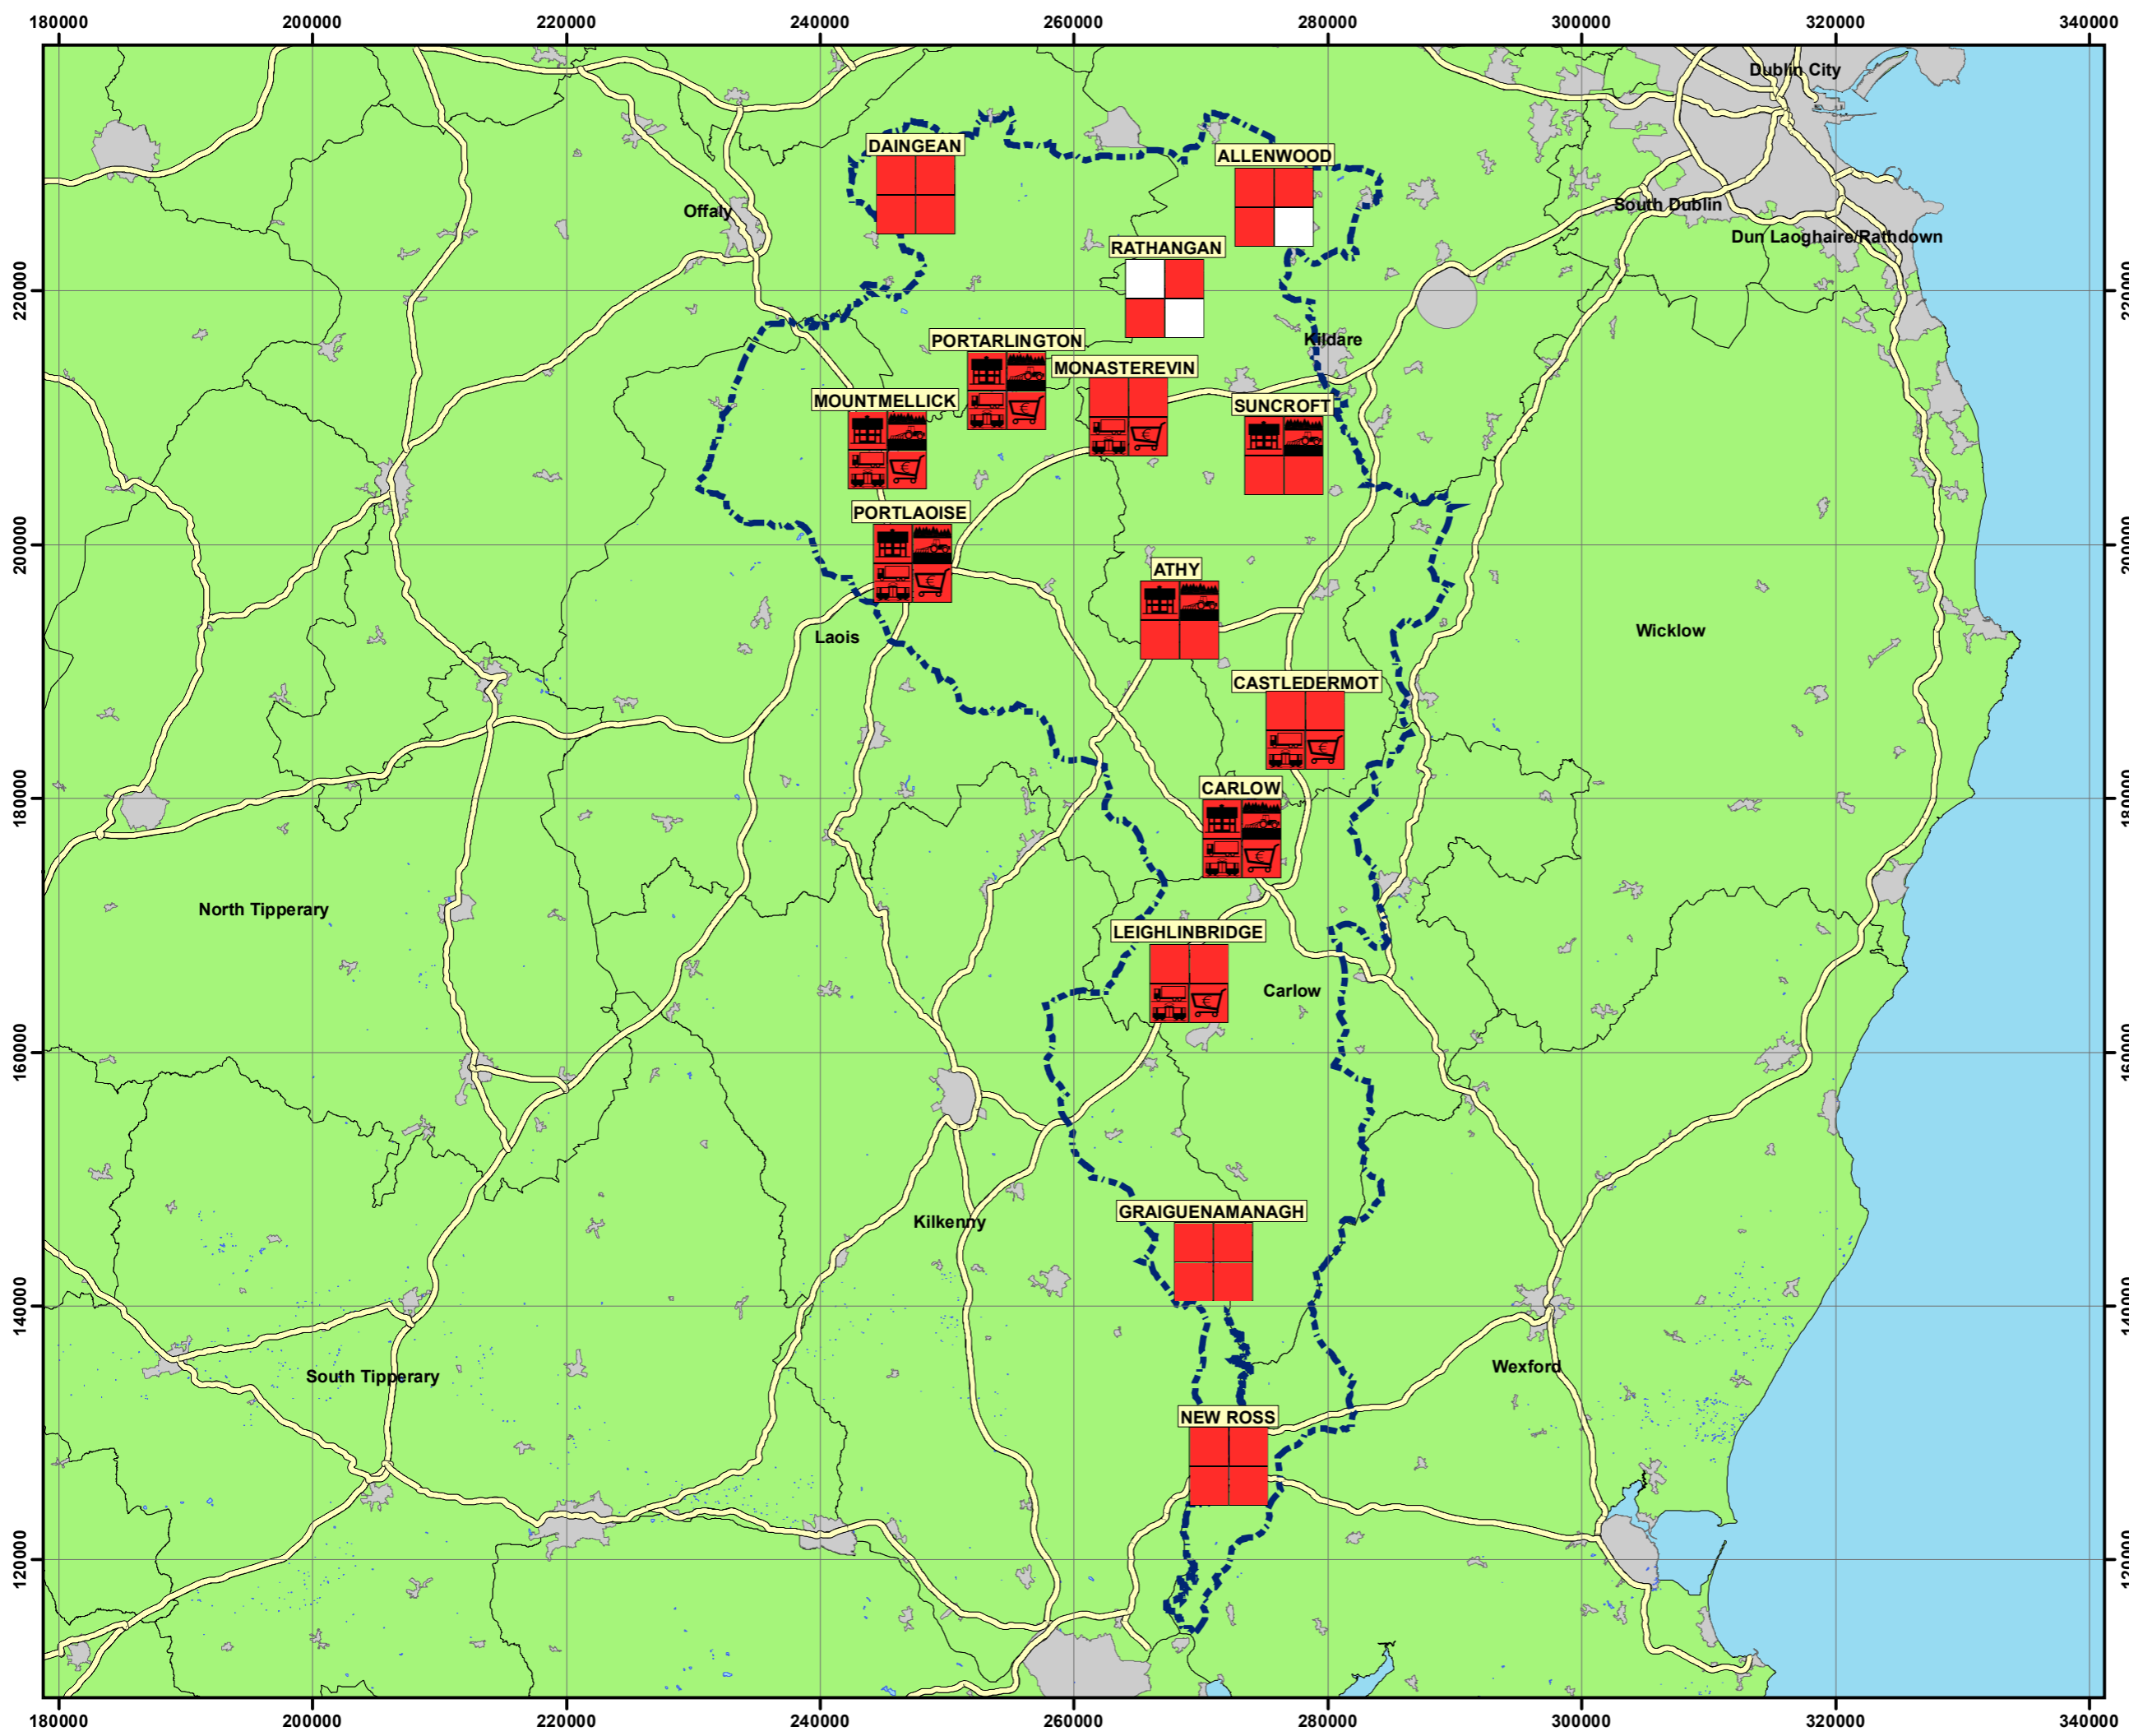 180000 200000 220000 240000 260000 280000 300000 320000 340000
Dublin City
DAINGEAN
ALLENWOOD
Offaly
South Dublin
Dun Laoghaire/Rathdown
RATHANGAN
220000
220000
PORTARLINGTON
Kildare
MONASTEREVIN
MOUNTMELLICK
SUNCROFT
€
€
€
€
PORTLAOISE
200000
200000
€
ATHY
Laois
Wicklow
CASTLEDERMOT
€
180000
180000
CARLOW
€
North Tipperary
LEIGHLINBRIDGE
Carlow
€
160000
160000
GRAIGUENAMANAGH
Kilkenny
140000
140000
South Tipperary
Wexford
NEW ROSS
120000
120000
180000 200000 220000 240000 260000 280000 300000 320000 340000